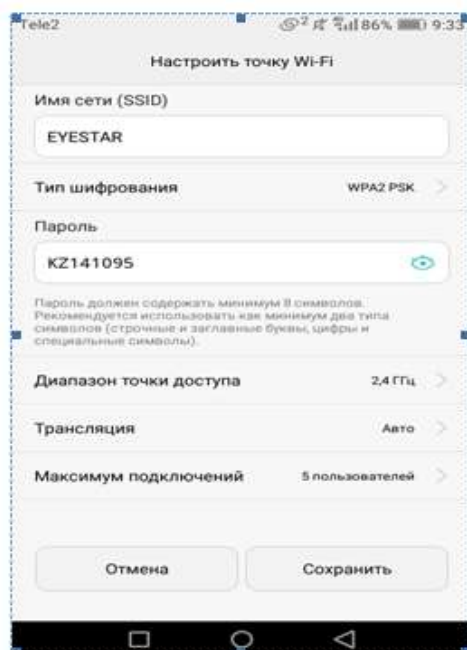 Tele2 2 86% 9:33
Настроить точку Wi-Fi
Имя сети (SSID)
EYESTAR
Тип шифрования WPA2 PSK
Пароль
KZ141095
Пароль должен содержать минимум 8 символов.
Рекомендуется использовать как минимум два типа
символов (строчные и заглавные буквы, цифры и
специальные символы).
Диапазон точки доступа 2,4 ГГц
Трансляция Авто
Максимум подключений 5 пользователей
Отмена Сохранить